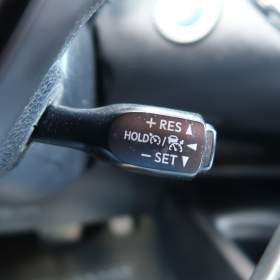 + RES ▲
HOLD / ◀
− SET ▼